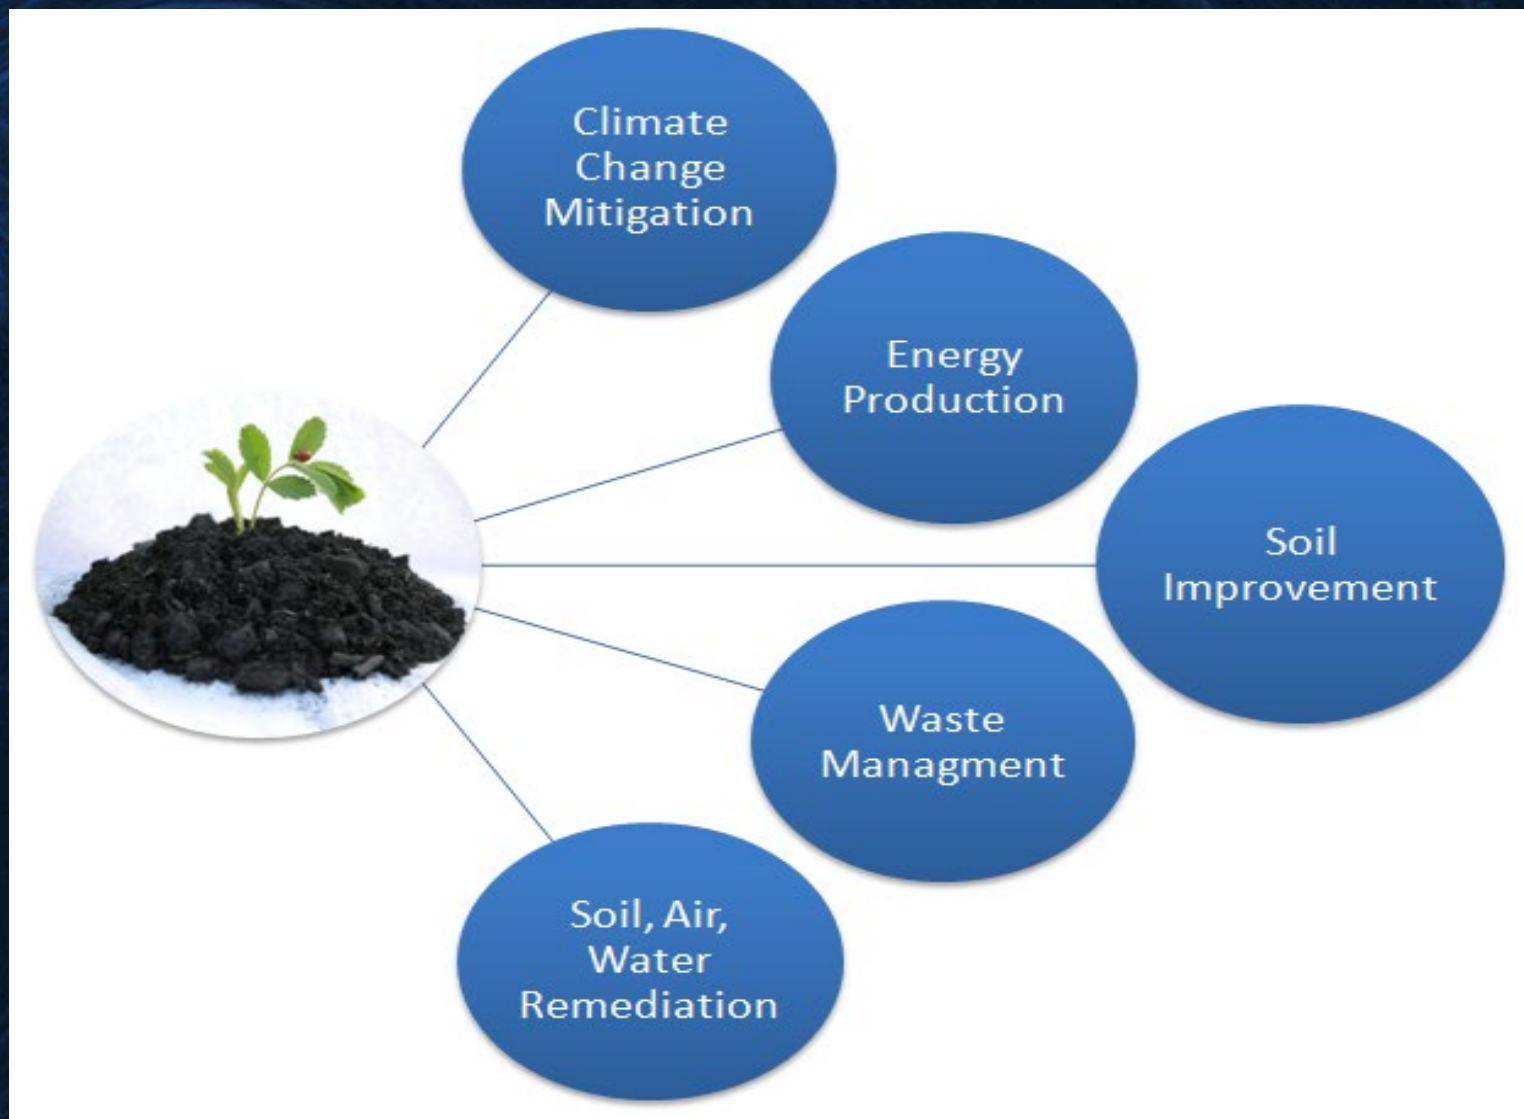 Climate
Change
Mitigation
Energy
Production
Soil
Improvement
Waste
Managment
Soil, Air,
Water
Remediation